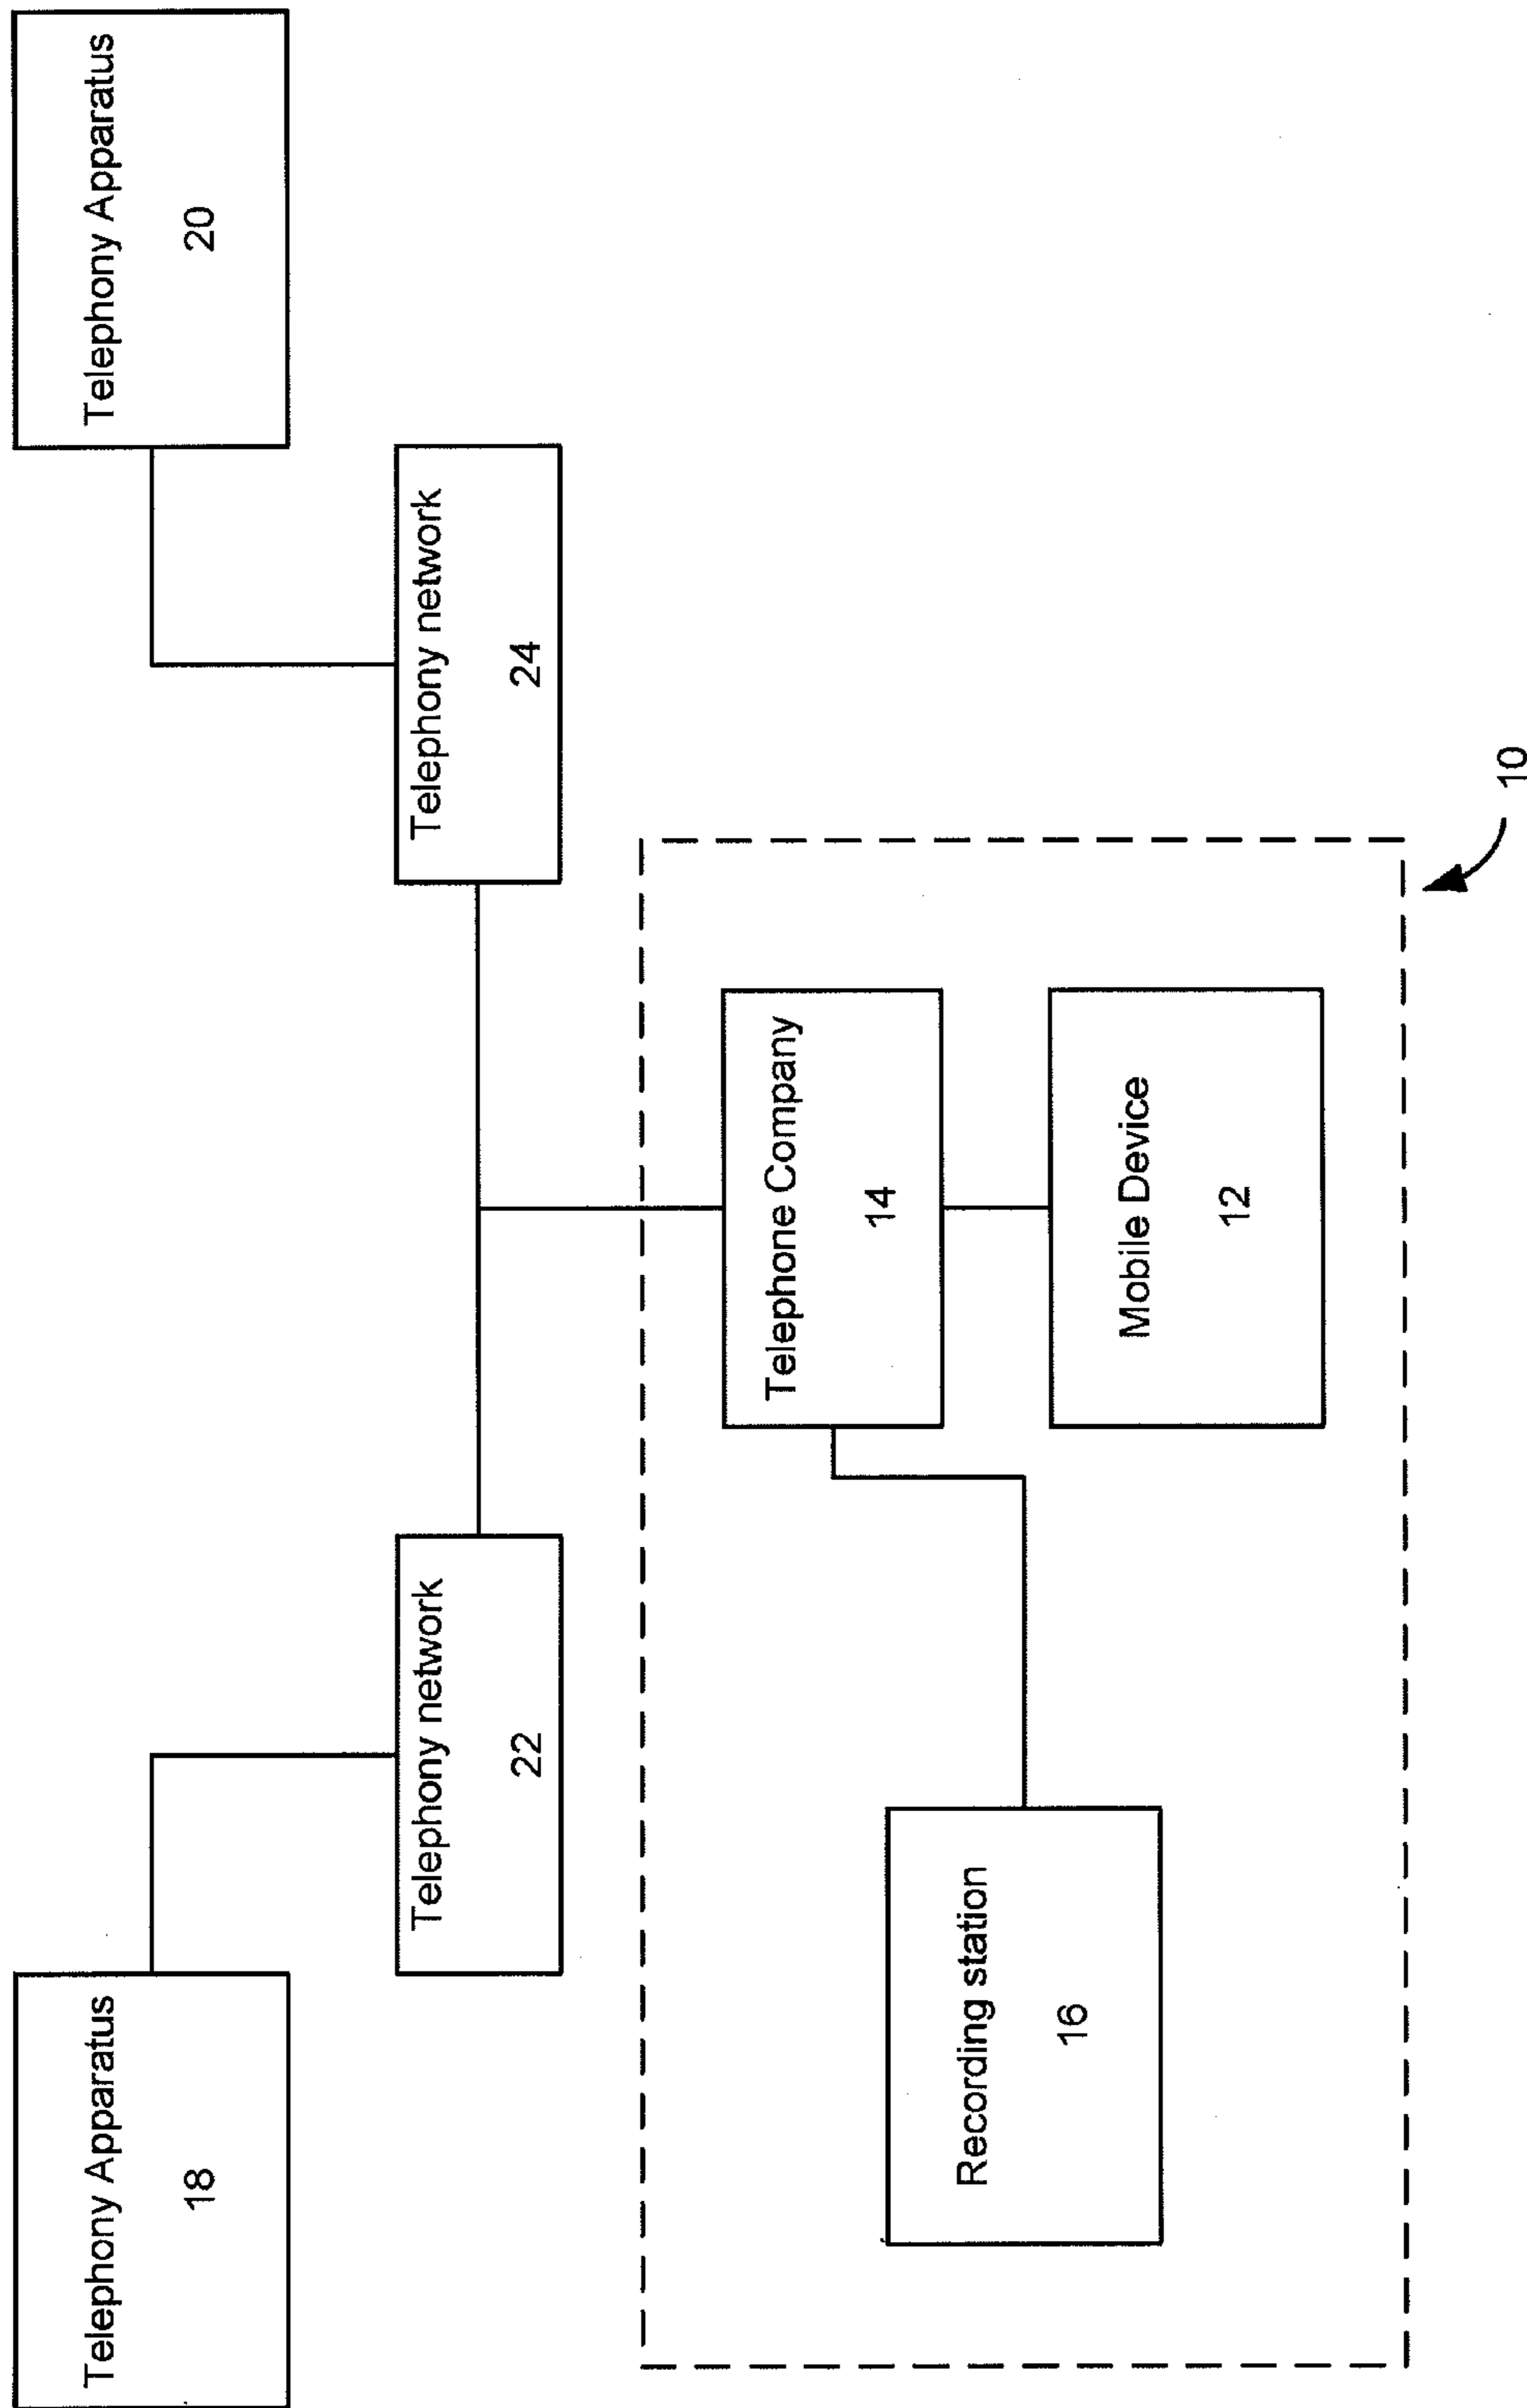 Telephony Apparatus
18
Telephony Apparatus
20
Telephony network
22
Telephony network
24
Telephone Company
14
Recording station
16
Mobile Device
12
10